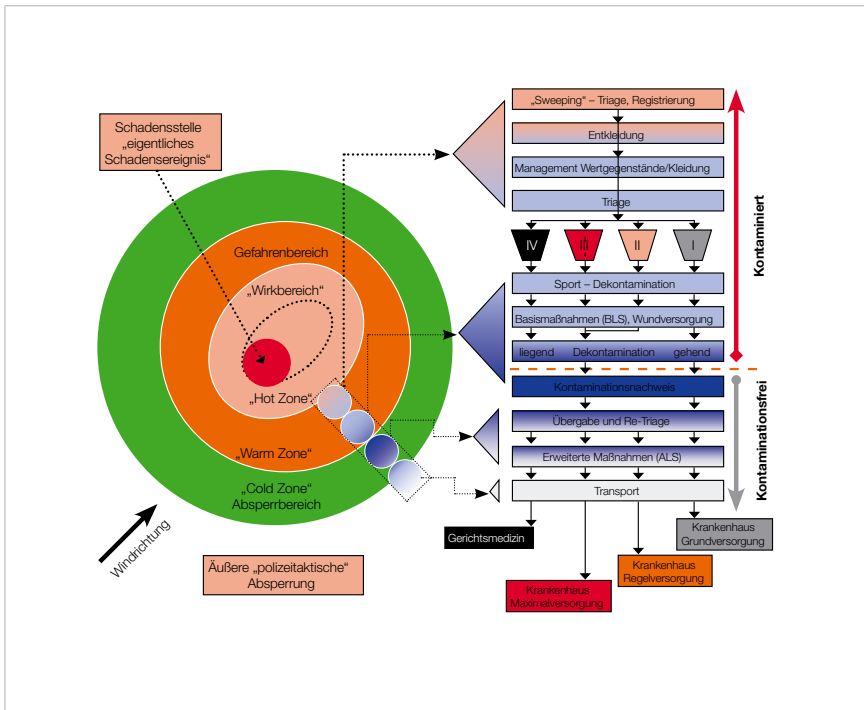 Schadensstelle
„eigentliches
Schadensereignis“
Gefahrenbereich
„Wirkbereich“
„Hot Zone“
„Warm Zone“
„Cold Zone“
Absperrbereich
Windrichtung
Äußere „polizeitaktische“
Absperrung
„Sweeping“ – Triage, Registrierung
Entkleidung
Management Wertgegenstände/Kleidung
Triage
IV III II I
Sport – Dekontamination
Basismaßnahmen (BLS), Wundversorgung
liegend Dekontamination gehend
Kontaminationsnachweis
Übergabe und Re-Triage
Erweiterte Maßnahmen (ALS)
Transport
Gerichtsmedizin
Krankenhaus
Maximalversorgung
Krankenhaus
Regelversorgung
Krankenhaus
Grundversorgung
Kontaminiert
Kontaminationsfrei